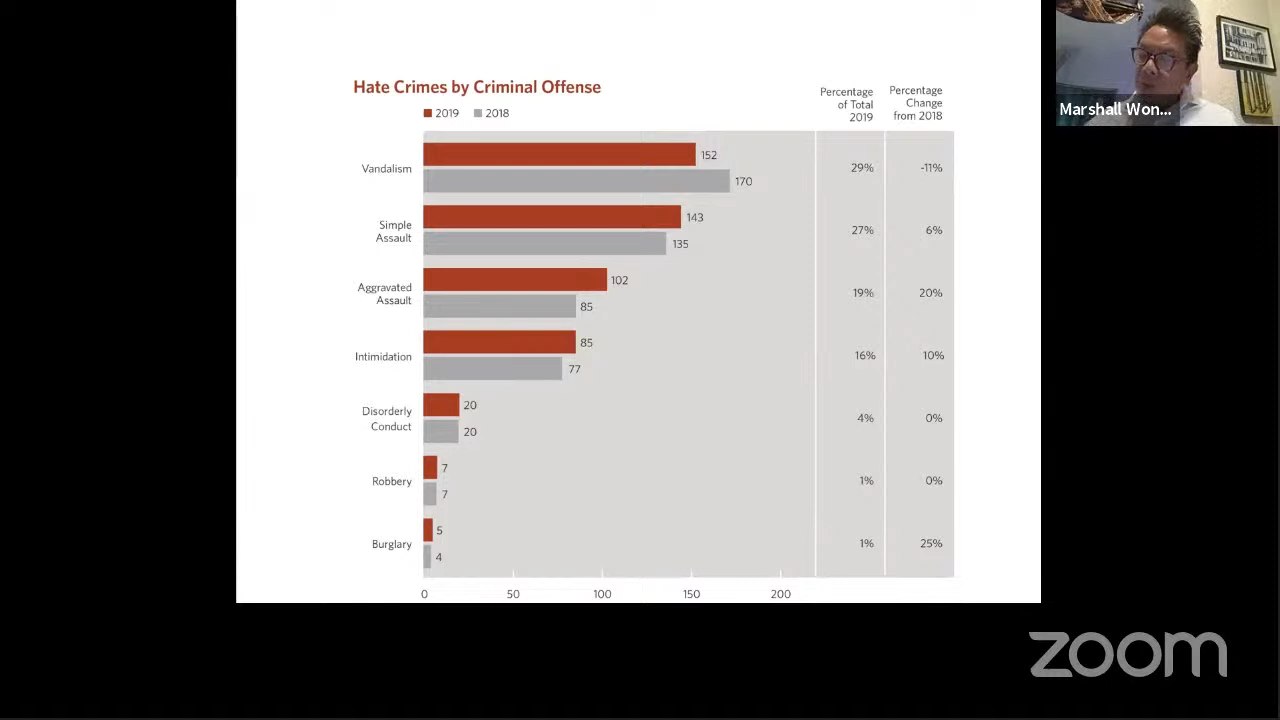 Hate Crimes by Criminal Offense
2019 2018
Percentage
of Total
2019
Percentage
Change
from 2018
Vandalism 152 170 29% -11%
Simple
Assault 143 135 27% 6%
Aggravated
Assault 102 85 19% 20%
Intimidation 85 77 16% 10%
Disorderly
Conduct 20 20 4% 0%
Robbery 7 7 1% 0%
Burglary 5 4 1% 25%
0 50 100 150 200
Marshall Won...
zoom